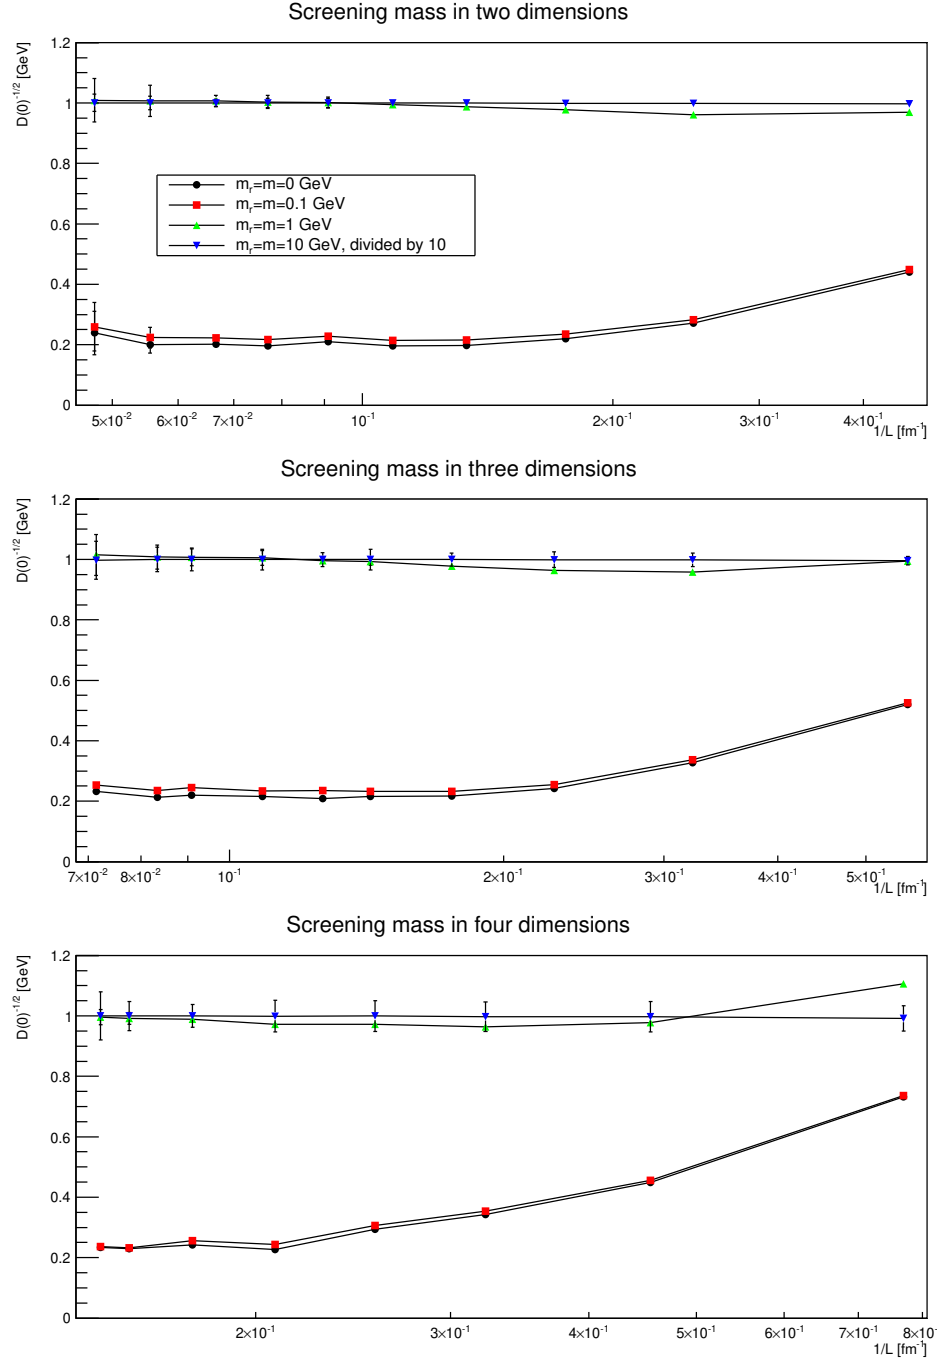 Screening mass in two dimensions
D(0)^-1/2 [GeV]
1.2
1
0.8
0.6
0.4
0.2
0
m_r=m=0 GeV
m_r=m=0.1 GeV
m_r=m=1 GeV
m_r=m=10 GeV, divided by 10
5×10^-2 6×10^-2 7×10^-2 10^-1 2×10^-1 3×10^-1 4×10^-1
1/L [fm^-1]
Screening mass in three dimensions
D(0)^-1/2 [GeV]
1.2
1
0.8
0.6
0.4
0.2
0
7×10^-2 8×10^-2 10^-1 2×10^-1 3×10^-1 4×10^-1 5×10^-1
1/L [fm^-1]
Screening mass in four dimensions
D(0)^-1/2 [GeV]
1.2
1
0.8
0.6
0.4
0.2
0
2×10^-1 3×10^-1 4×10^-1 5×10^-1 6×10^-1 7×10^-1 8×10
1/L [fm^-1]